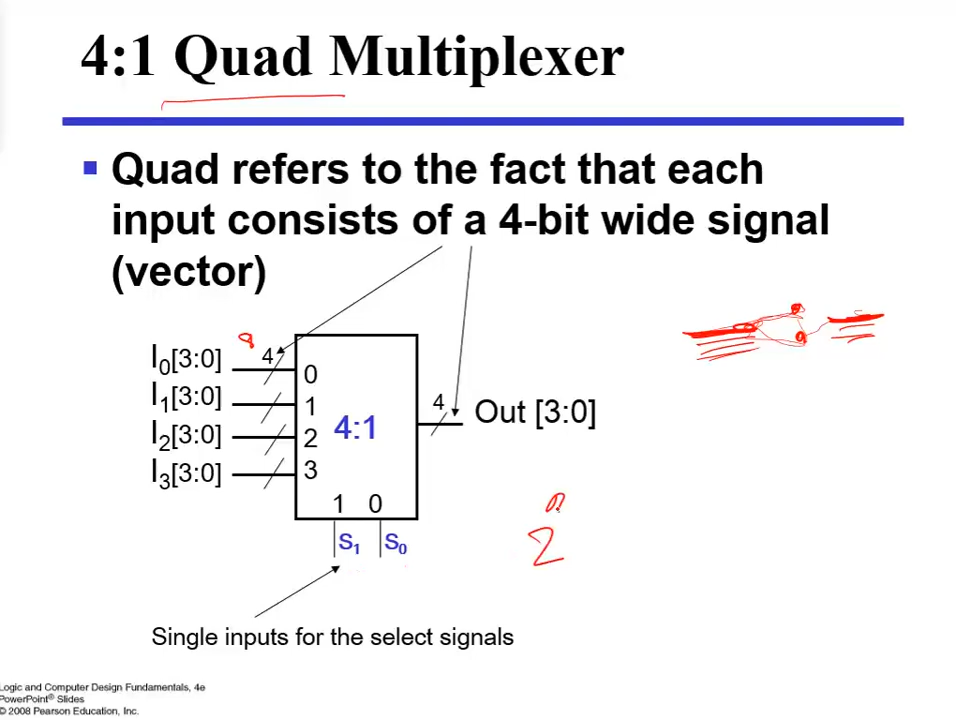 4:1 Quad Multiplexer
▪ Quad refers to the fact that each
input consists of a 4-bit wide signal
(vector)
8
I0[3:0] 4
0
I1[3:0]
1
4:1
4
Out [3:0]
I2[3:0]
2
I3[3:0]
3
1 0
S1 S0
2
Single inputs for the select signals
Logic and Computer Design Fundamentals, 4e
PowerPoint® Slides
© 2008 Pearson Education, Inc.